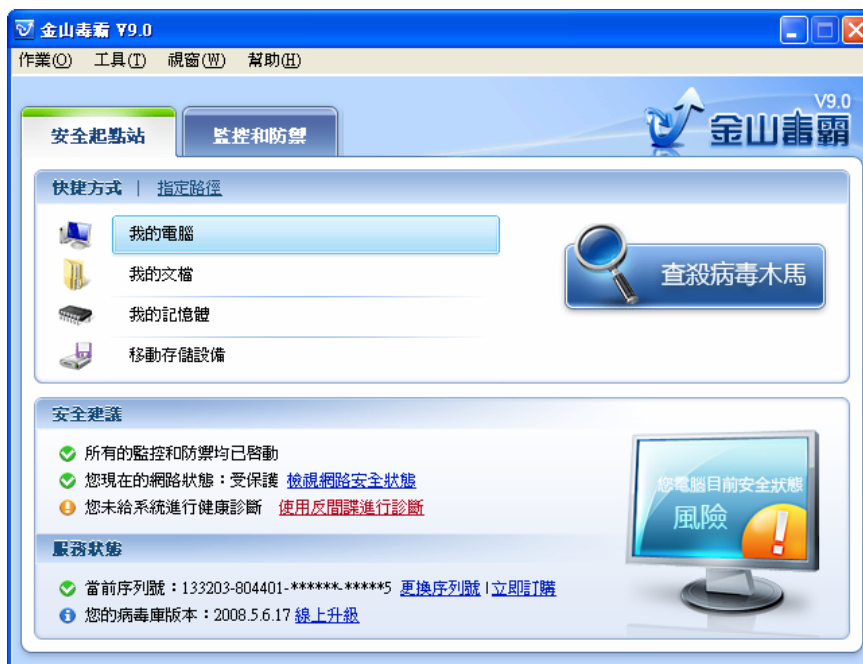 金山毒霸 V9.0
作業(O) 工具(T) 視窗(W) 幫助(H)
V9.0
金山毒霸
安全起點站 監控和防禦
快捷方式 | 指定路徑
我的電腦
我的文檔
我的記憶體
移動存儲設備
查殺病毒木馬
安全建議
所有的監控和防禦均已啓動
您現在的網路狀態：受保護 檢視網路安全狀態
您未給系統進行健康診斷 使用反間諜進行診斷
您電腦目前安全狀態
風險
服務狀態
當前序列號：133203-804401-******-*****5 更換序列號 | 立即訂購
您的病毒庫版本：2008.5.6.17 線上升級